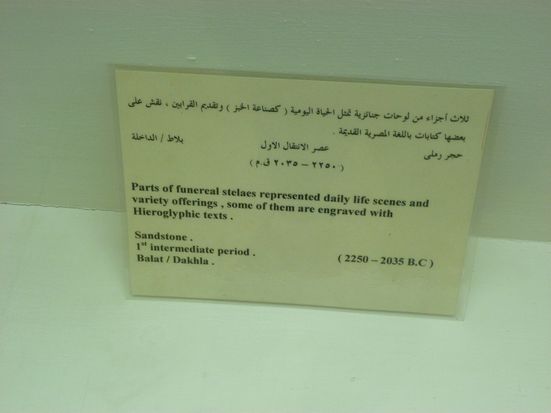 ثلاث أجزاء من لوحات جنائزية تمثل الحياة اليومية ( كصناعة الخبز ) وتقديم القرابين ، نقش على
بعضها كتابات باللغة المصرية القديمة .
حجر رملى عصر الانتقال الاول بلاط / الداخلة
( ٢٢٥٠ – ٢٠٣٥ ق.م )
Parts of funereal stelaes represented daily life scenes and
variety offerings , some of them are engraved with
Hieroglyphic texts .
Sandstone .
1st intermediate period . ( 2250 – 2035 B.C )
Balat / Dakhla .